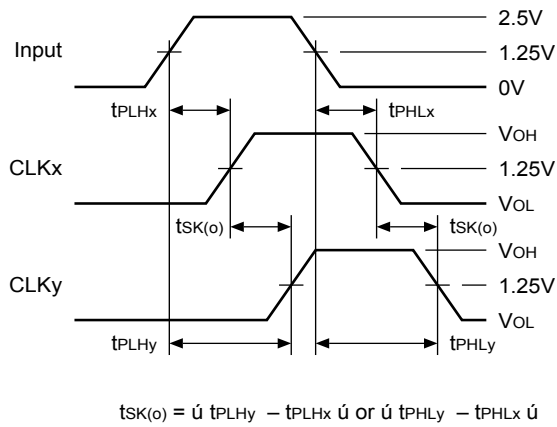 2.5V
Input
1.25V
0V
tPLHx
tPHLx
VOH
CLKx
1.25V
VOL
tSK(o)
tSK(o)
VOH
CLKy
1.25V
VOL
tPLHy
tPHLy
tSK(o) = ú tPLHy – tPLHx ú or ú tPHLy – tPHLx ú